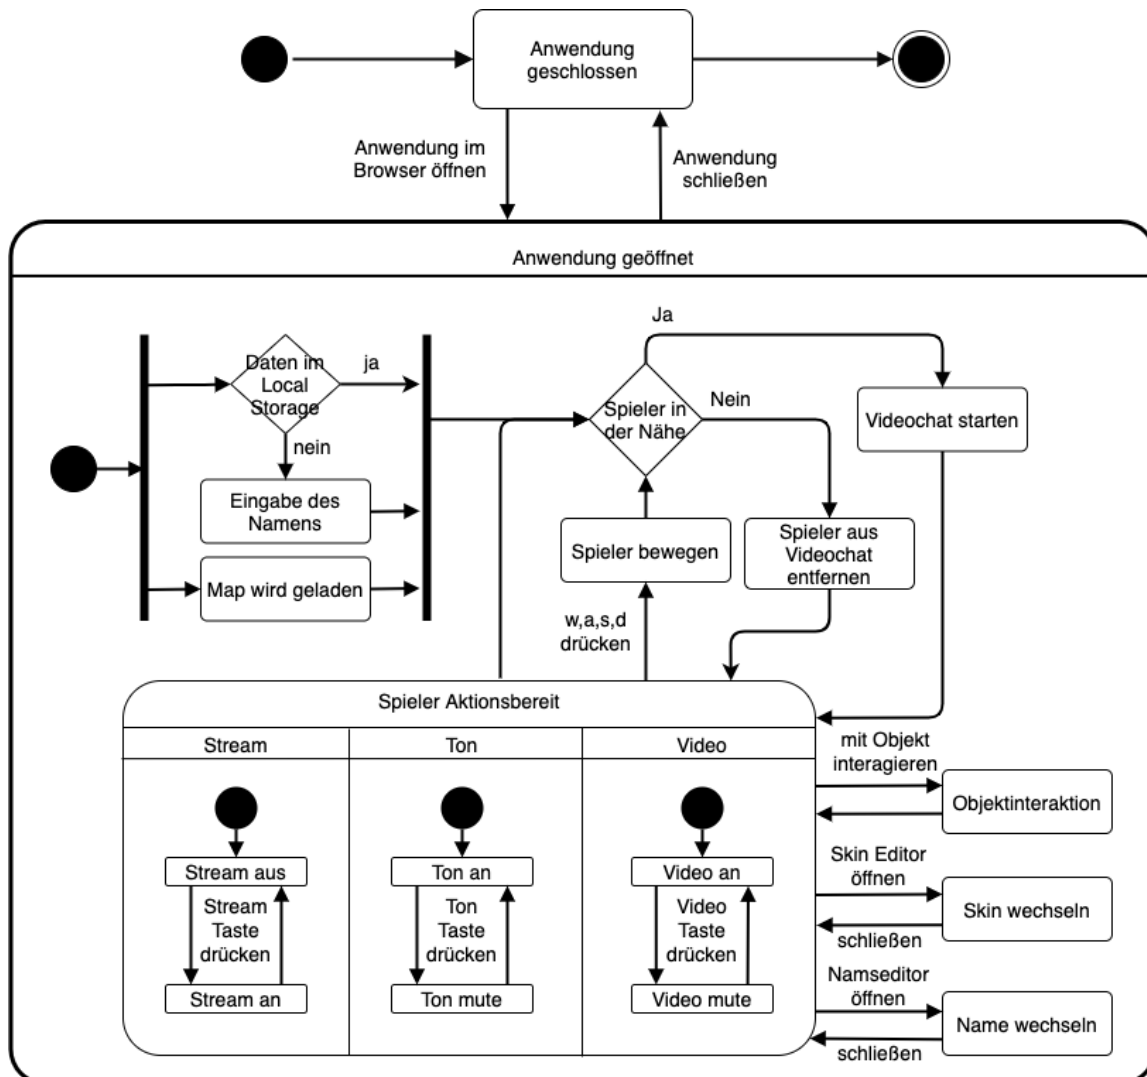 Anwendung
geschlossen
Anwendung im
Browser öffnen
Anwendung
schließen
Anwendung geöffnet
Daten im
Local
Storage
ja
nein
Eingabe des
Namens
Map wird geladen
Ja
Spieler in
der Nähe
Nein
Videochat starten
Spieler bewegen
Spieler aus
Videochat
entfernen
w,a,s,d
drücken
Spieler Aktionsbereit
Stream
Ton
Video
Stream aus
Stream
Taste
drücken
Stream an
Ton an
Ton
Taste
drücken
Ton mute
Video an
Video
Taste
drücken
Video mute
mit Objekt
interagieren
Objektinteraktion
Skin Editor
öffnen
Skin wechseln
schließen
Namseditor
öffnen
Name wechseln
schließen